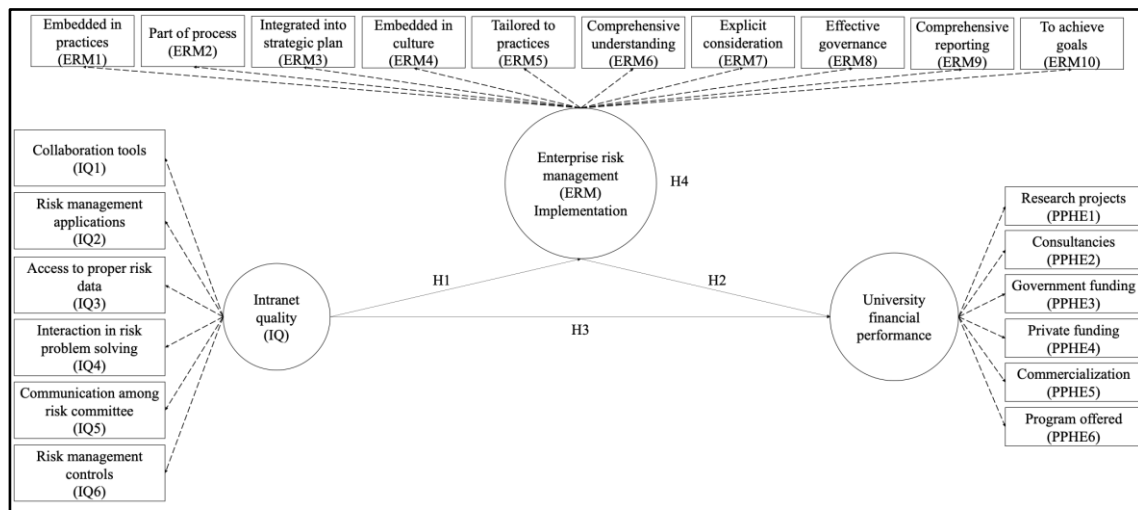 Embedded in
practices
(ERM1)
Part of process
(ERM2)
Integrated into
strategic plan
(ERM3)
Embedded in
culture
(ERM4)
Tailored to
practices
(ERM5)
Comprehensive
understanding
(ERM6)
Explicit
consideration
(ERM7)
Effective
governance
(ERM8)
Comprehensive
reporting
(ERM9)
To achieve
goals
(ERM10)
Enterprise risk
management
(ERM)
Implementation
H4
Collaboration tools
(IQ1)
Risk management
applications
(IQ2)
Access to proper risk
data
(IQ3)
Interaction in risk
problem solving
(IQ4)
Communication among
risk committee
(IQ5)
Risk management
controls
(IQ6)
Intranet
quality
(IQ)
H1
H2
H3
University
financial
performance
Research projects
(PPHE1)
Consultancies
(PPHE2)
Government funding
(PPHE3)
Private funding
(PPHE4)
Commercialization
(PPHE5)
Program offered
(PPHE6)